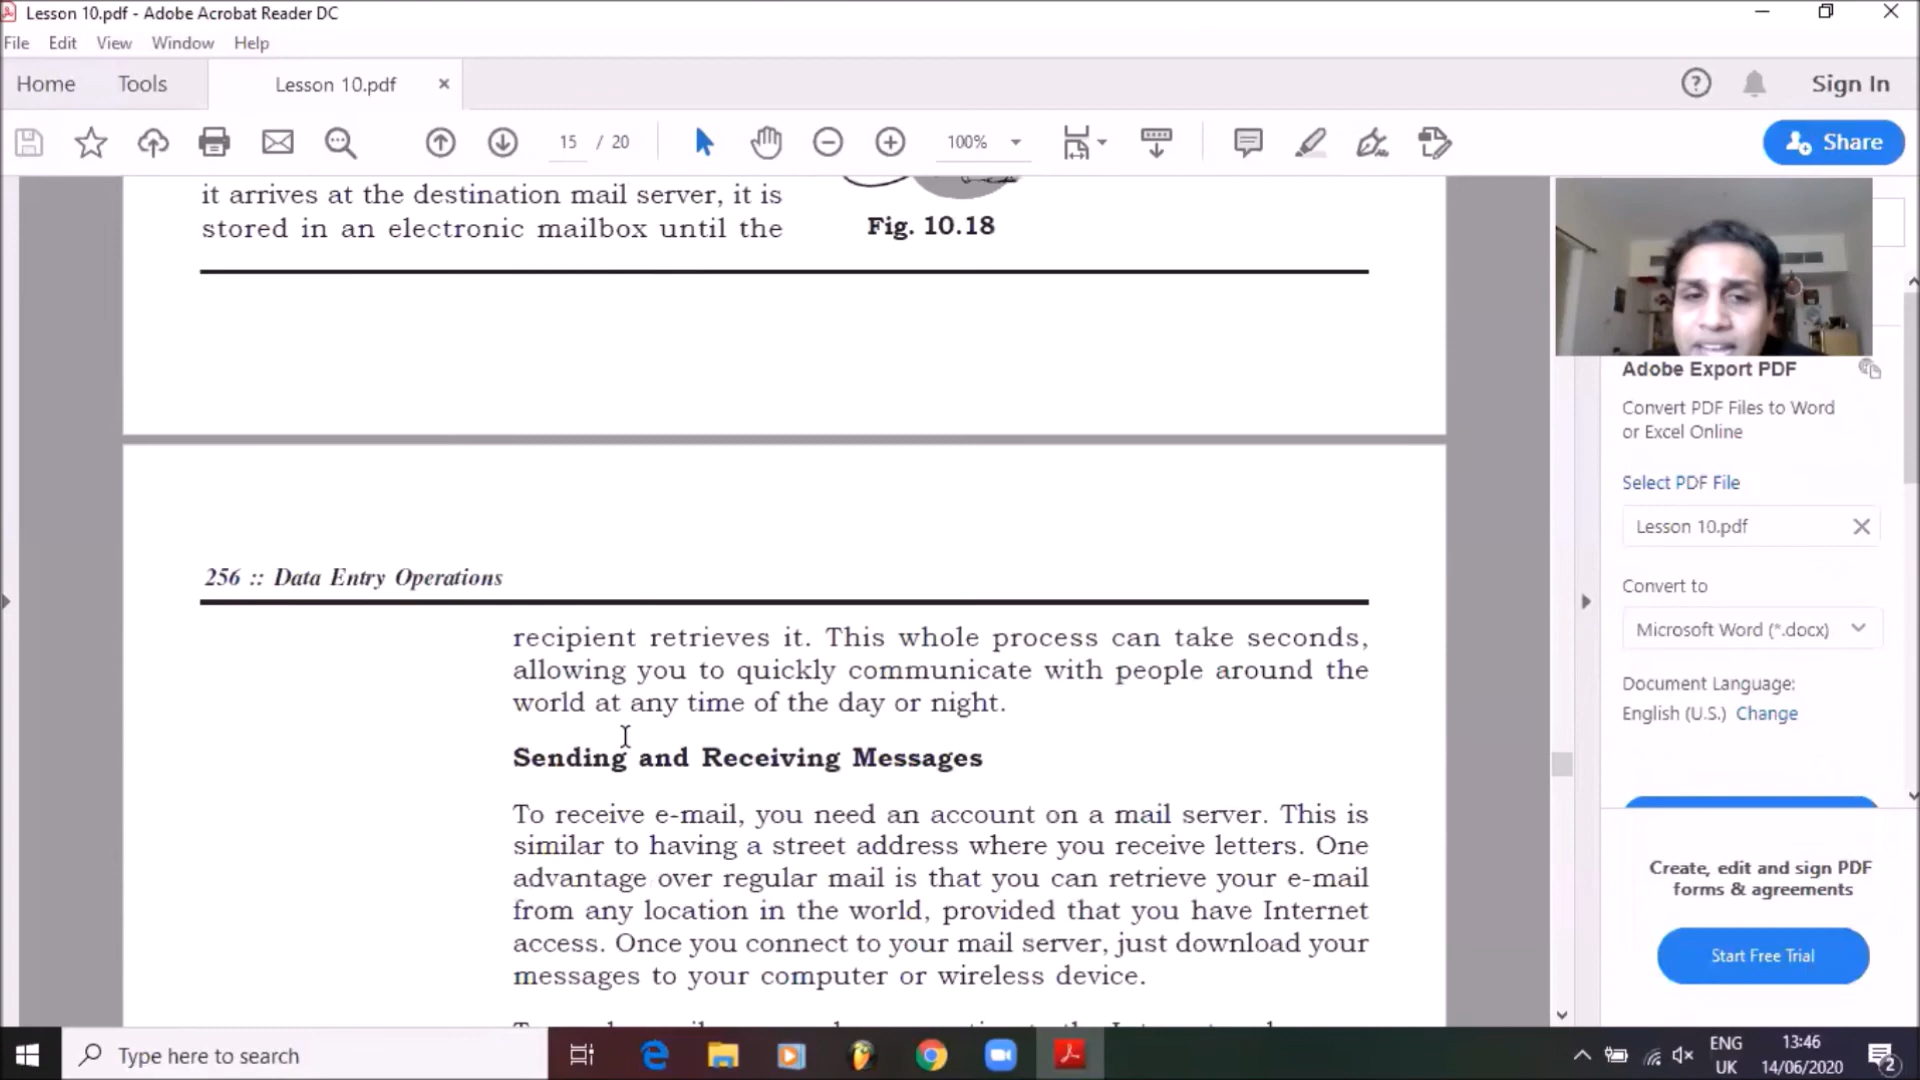 Lesson 10.pdf - Adobe Acrobat Reader DC
File Edit View Window Help
Home Tools Lesson 10.pdf × Sign In
15 / 20 100% Share
it arrives at the destination mail server, it is
stored in an electronic mailbox until the
Fig. 10.18
256 :: Data Entry Operations
recipient retrieves it. This whole process can take seconds,
allowing you to quickly communicate with people around the
world at any time of the day or night.
Sending and Receiving Messages
To receive e-mail, you need an account on a mail server. This is
similar to having a street address where you receive letters. One
advantage over regular mail is that you can retrieve your e-mail
from any location in the world, provided that you have Internet
access. Once you connect to your mail server, just download your
messages to your computer or wireless device.
Adobe Export PDF
Convert PDF Files to Word
or Excel Online
Select PDF File
Lesson 10.pdf
Convert to
Microsoft Word (*.docx)
Document Language:
English (U.S.) Change
Create, edit and sign PDF
forms & agreements
Start Free Trial
Type here to search
ENG
UK
13:46
14/06/2020
2